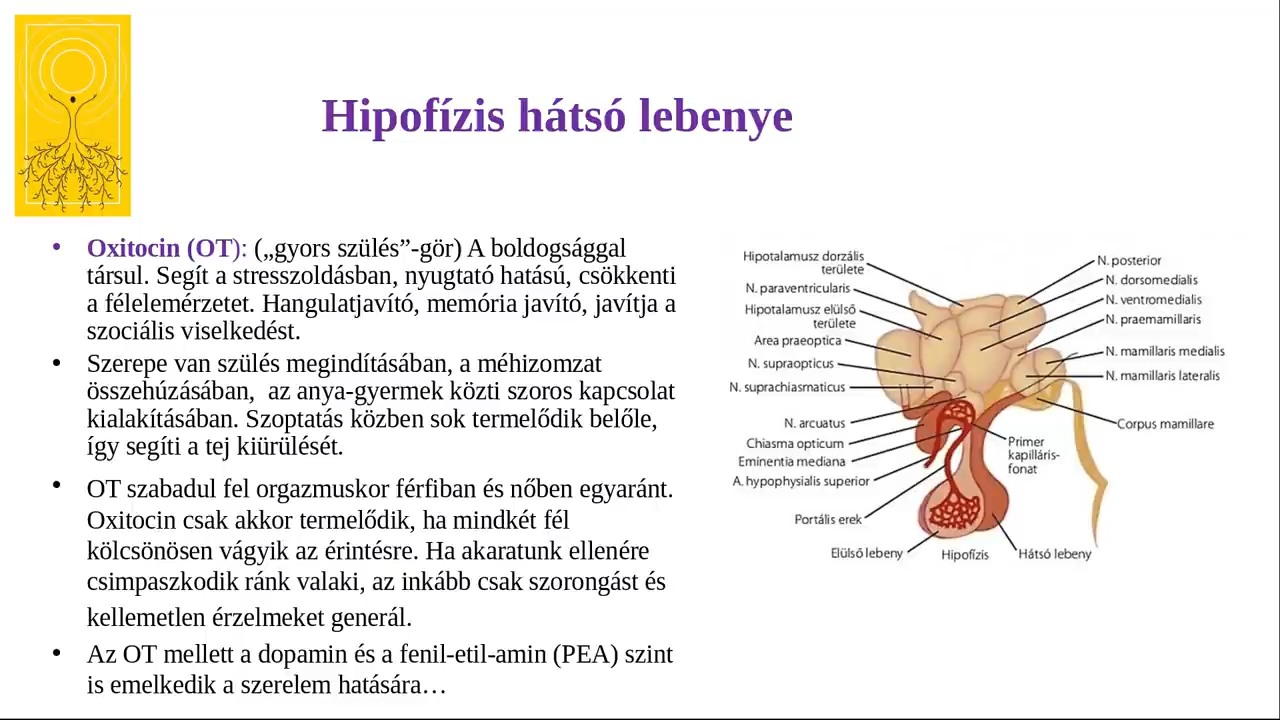 Hipofízis hátsó lebenye
• Oxitocin (OT): („gyors szülés”-gör) A boldogsággal
társul. Segít a stresszoldásban, nyugtató hatású, csökkenti
a félelemérzetet. Hangulatjavító, memória javító, javítja a
szociális viselkedést.
• Szerepe van szülés megindításában, a méhizomzat
összehúzásában,  az anya-gyermek közti szoros kapcsolat
kialakításában. Szoptatás közben sok termelődik belőle,
így segíti a tej kiürülését.
• OT szabadul fel orgazmuskor férfiban és nőben egyaránt.
Oxitocin csak akkor termelődik, ha mindkét fél
kölcsönösen vágyik az érintésre. Ha akaratunk ellenére
csimpaszkodik ránk valaki, az inkább csak szorongást és
kellemetlen érzelmeket generál.
• Az OT mellett a dopamin és a fenil-etil-amin (PEA) szint
is emelkedik a szerelem hatására…
Hipotalamusz dorzális
területe
N. paraventricularis
Hipotalamusz elülső
területe
Area praeoptica
N. supraopticus
N. suprachiasmaticus
N. arcuatus
Chiasma opticum
Eminentia mediana
A. hypophysialis superior
Portális erek
Elülső lebeny
Hipofízis
Hátsó lebeny
N. posterior
N. dorsomedialis
N. ventromedialis
N. praemamillaris
N. mamillaris medialis
N. mamillaris lateralis
Corpus mamillare
Primer
kapilláris-
fonat